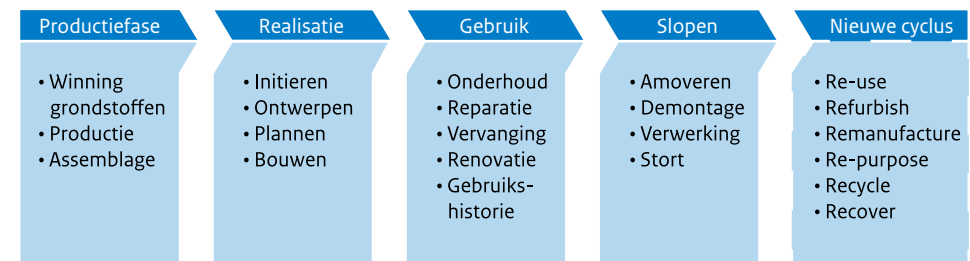 Productiefase
• Winning
grondstoffen
• Productie
• Assemblage
Realisatie
• Initieren
• Ontwerpen
• Plannen
• Bouwen
Gebruik
• Onderhoud
• Reparatie
• Vervanging
• Renovatie
• Gebruiks-
historie
Slopen
• Amoveren
• Demontage
• Verwerking
• Stort
Nieuwe cyclus
• Re-use
• Refurbish
• Remanufacture
• Re-purpose
• Recycle
• Recover